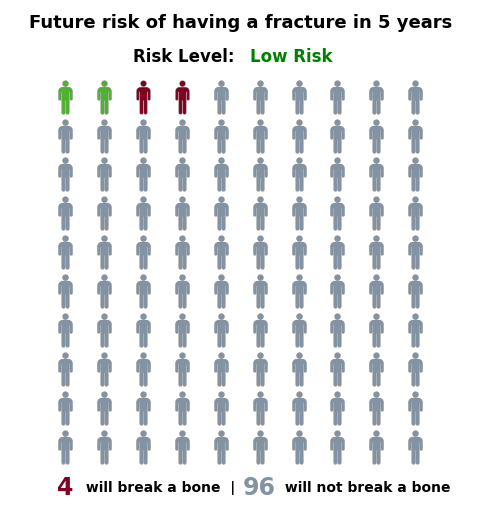 Future risk of having a fracture in 5 years
Risk Level: Low Risk
4 will break a bone | 96 will not break a bone